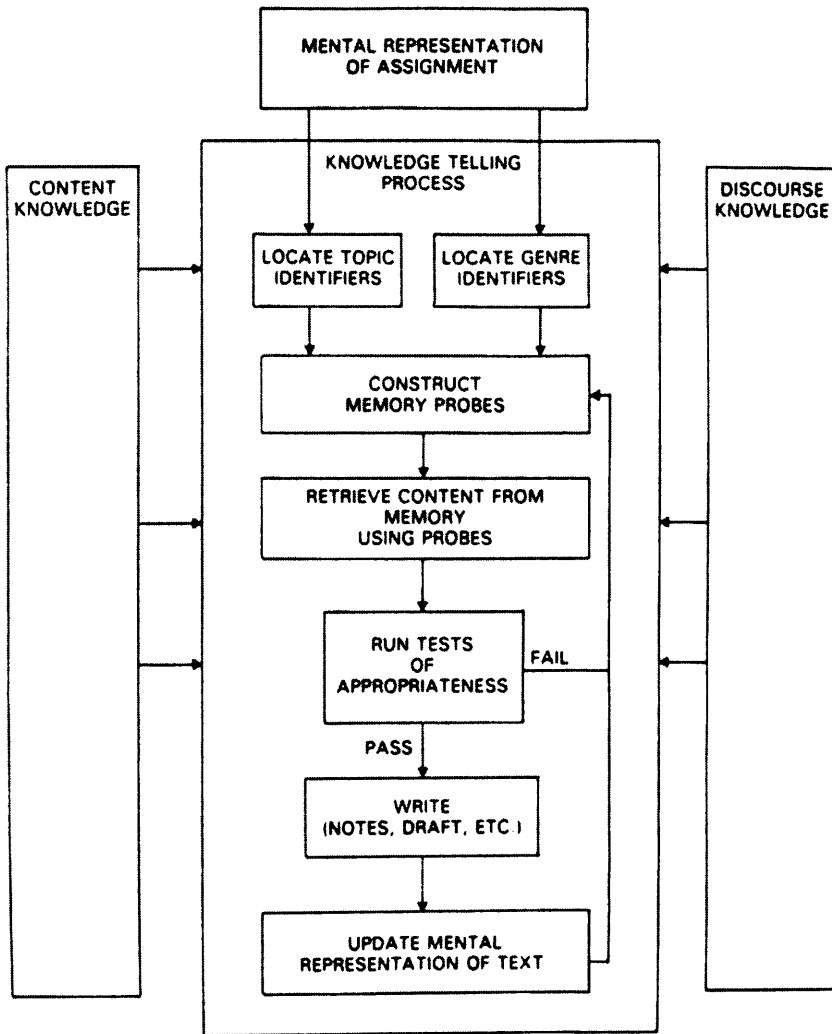 MENTAL REPRESENTATION
OF ASSIGNMENT
KNOWLEDGE TELLING
PROCESS
CONTENT
KNOWLEDGE
DISCOURSE
KNOWLEDGE
LOCATE TOPIC
IDENTIFIERS
LOCATE GENRE
IDENTIFIERS
CONSTRUCT
MEMORY PROBES
RETRIEVE CONTENT FROM
MEMORY
USING PROBES
RUN TESTS
OF
APPROPRIATENESS
FAIL
PASS
WRITE
(NOTES, DRAFT, ETC.)
UPDATE MENTAL
REPRESENTATION OF TEXT